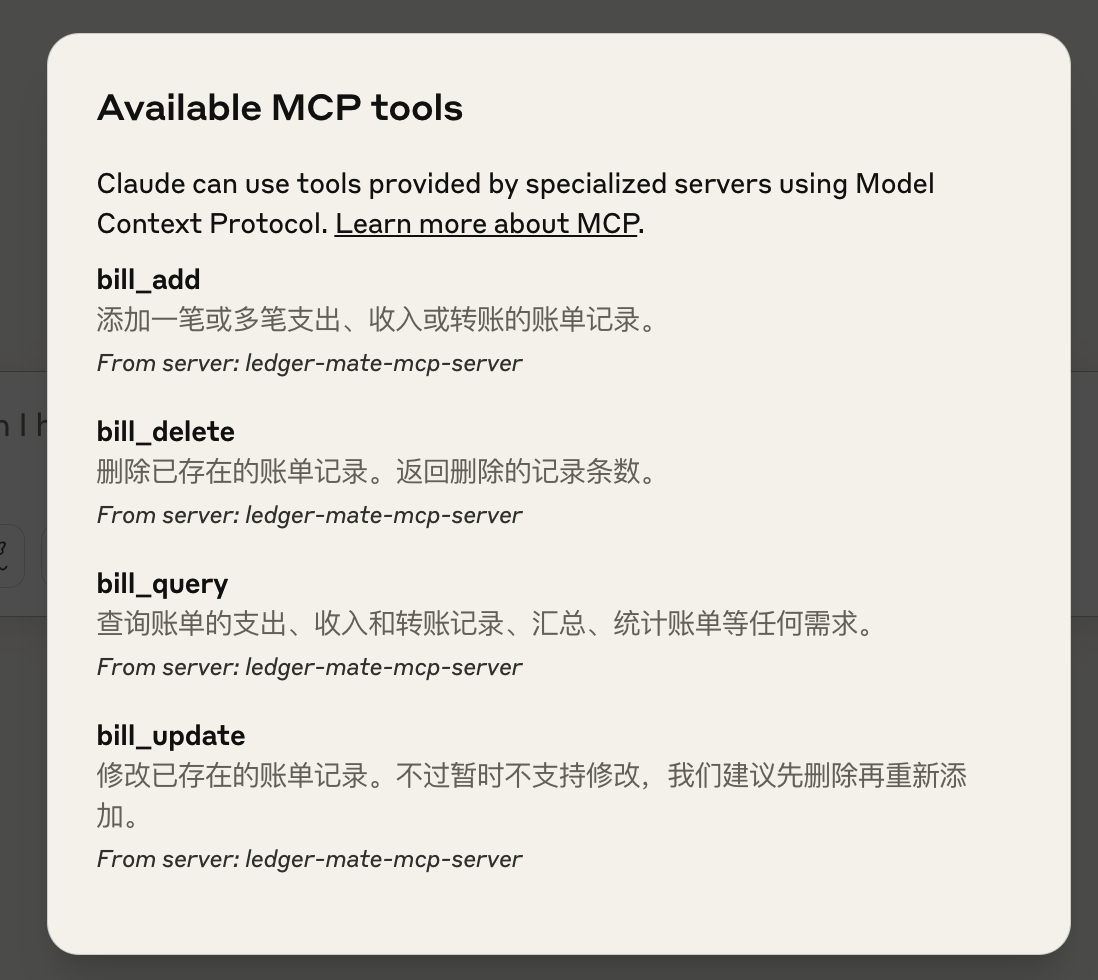 Available MCP tools
Claude can use tools provided by specialized servers using Model
Context Protocol. Learn more about MCP.
bill_add
添加一笔或多笔支出、收入或转账的账单记录。
From server: ledger-mate-mcp-server
bill_delete
删除已存在的账单记录。返回删除的记录条数。
From server: ledger-mate-mcp-server
bill_query
查询账单的支出、收入和转账记录、汇总、统计账单等任何需求。
From server: ledger-mate-mcp-server
bill_update
修改已存在的账单记录。不过暂时不支持修改，我们建议先删除再重新添
加。
From server: ledger-mate-mcp-server